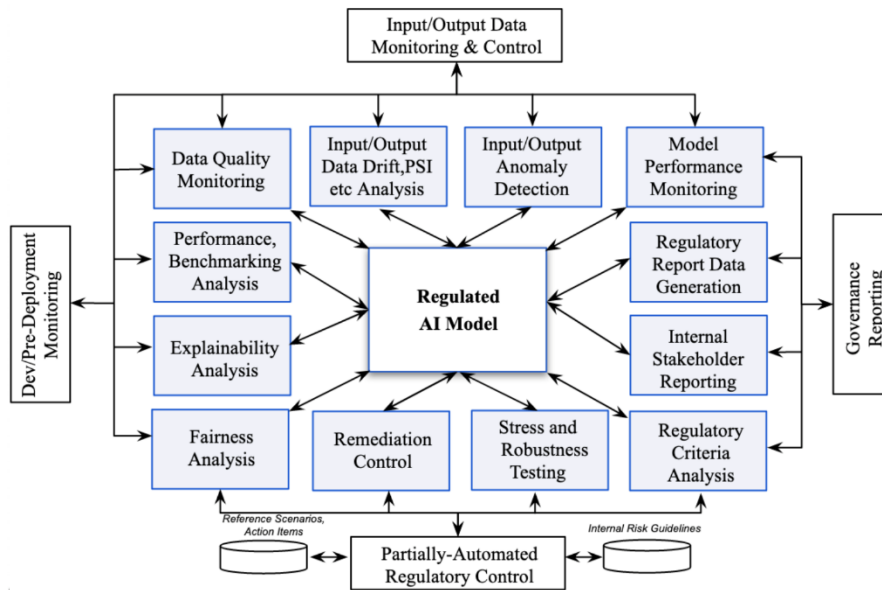 Input/Output Data
Monitoring & Control
Data Quality
Monitoring
Input/Output
Data Drift,PSI
etc Analysis
Input/Output
Anomaly
Detection
Model
Performance
Monitoring
Dev/Pre-Deployment
Monitoring
Performance,
Benchmarking
Analysis
Regulated
AI Model
Regulatory
Report Data
Generation
Governance
Reporting
Explainability
Analysis
Internal
Stakeholder
Reporting
Fairness
Analysis
Remediation
Control
Stress and
Robustness
Testing
Regulatory
Criteria
Analysis
Reference Scenarios,
Action Items
Internal Risk Guidelines
Partially-Automated
Regulatory Control